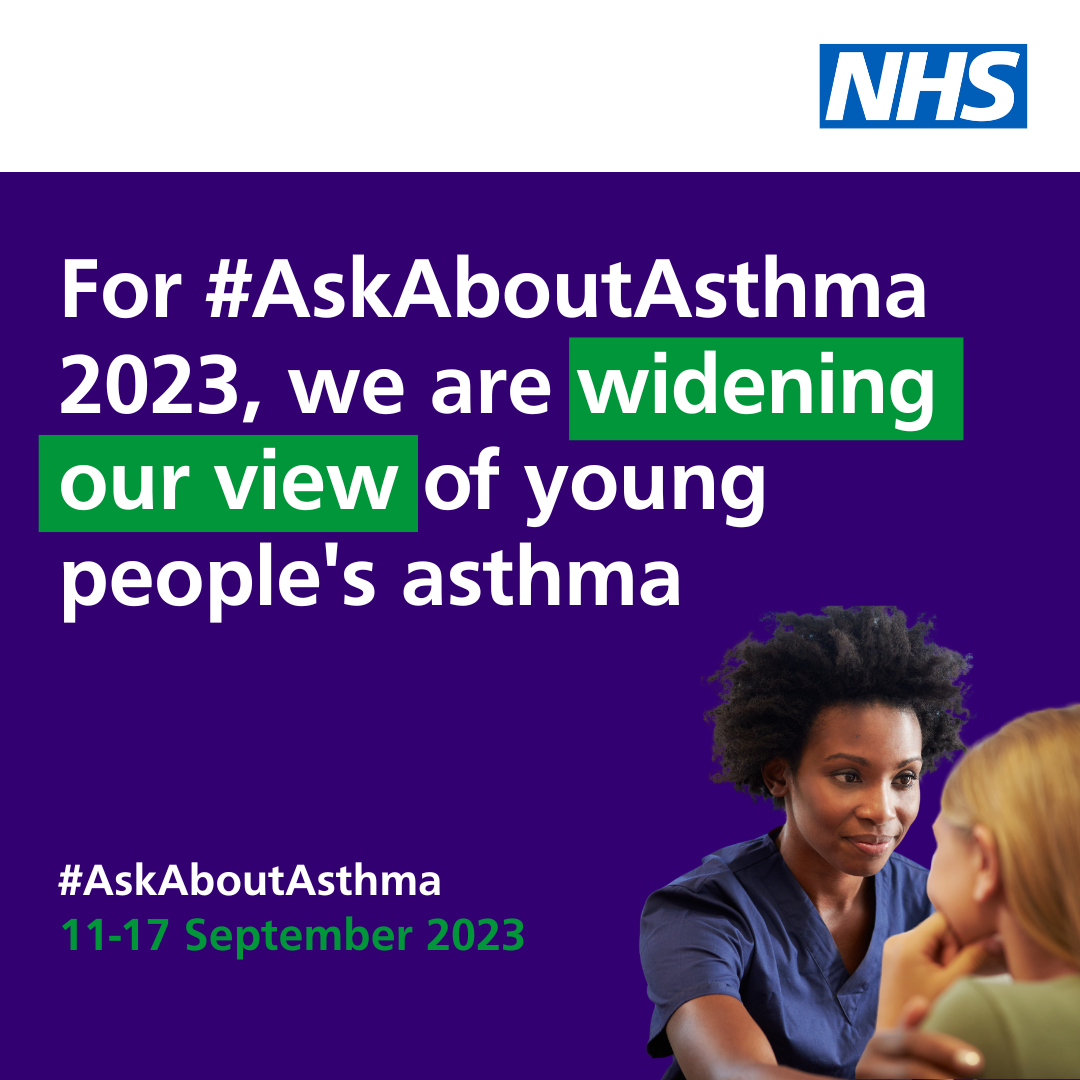 NHS
For #AskAboutAsthma
2023, we are widening
our view of young
people's asthma
#AskAboutAsthma
11-17 September 2023